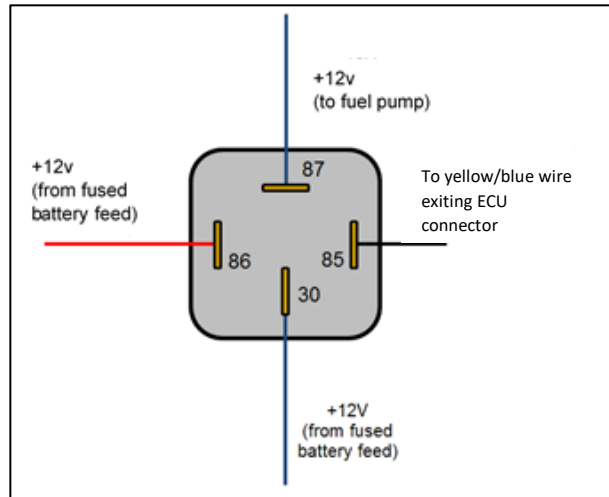 +12v
(to fuel pump)
87
+12v
(from fused
battery feed)
To yellow/blue wire
exiting ECU
connector
86
85
30
+12V
(from fused
battery feed)